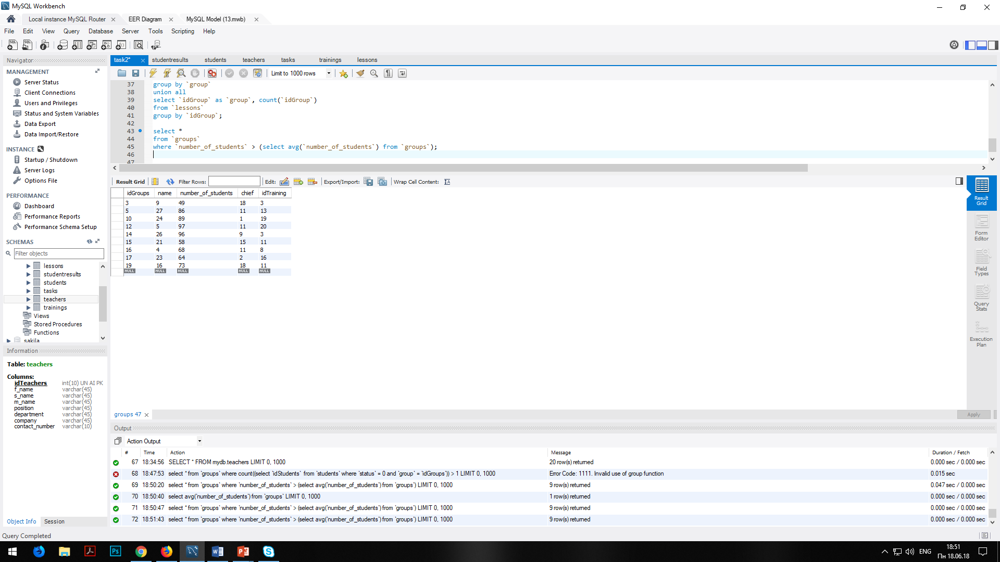 MySQL Workbench
Local instance MySQL Router
EER Diagram
MySQL Model (13.mwb)
File Edit View Query Database Server Tools Scripting Help
Navigator
MANAGEMENT
Server Status
Client Connections
Users and Privileges
Status and System Variables
Data Export
Data Import/Restore
INSTANCE
Startup / Shutdown
Server Logs
Options File
PERFORMANCE
Dashboard
Performance Reports
Performance Schema Setup
SCHEMAS
Filter objects
lessons
studentresults
students
tasks
teachers
trainings
Views
Stored Procedures
Functions
sakila
Information
Table: teachers
Columns:
idTeachers int(10) UN AI PK
f_name varchar(45)
s_name varchar(45)
m_name varchar(45)
position varchar(45)
department varchar(45)
company varchar(45)
contact_number varchar(10)
Object Info Session
Query Completed
task2* studentresults students teachers tasks trainings lessons
Limit to 1000 rows
37 group by `group`
38 union all
39 select `idGroup` as `group`, count(`idGroup`)
40 from `lessons`
41 group by `idGroup`;
42
43 select *
44 from `groups`
45 where `number_of_students` > (select avg(`number_of_students`) from `groups`);
46
47
Result Grid Filter Rows: Edit: Export/Import: Wrap Cell Content:
idGroups name number_of_students chief idTraining
3 9 49 18 3
5 27 86 11 13
10 24 89 1 19
12 5 97 11 20
14 26 96 9 3
15 21 58 15 11
16 4 68 11 8
17 23 64 2 16
19 16 73 18 11
NULL NULL NULL NULL NULL
Result Grid
Form Editor
Field Types
Query Stats
Execution Plan
groups 47
Apply
Output
Action Output
# Time Action Message Duration / Fetch
67 18:34:56 SELECT * FROM mydb.teachers LIMIT 0, 1000 20 row(s) returned 0.000 sec / 0.000 sec
68 18:47:53 select * from `groups` where count((select `idStudents` from `students` where `status` = 0 and `group` = `idGroups`)) > 1 LIMIT 0, 1000 Error Code: 1111. Invalid use of group function 0.015 sec
69 18:50:20 select * from `groups` where `number_of_students` > (select avg(`number_of_students`) from `groups`) LIMIT 0, 1000 9 row(s) returned 0.047 sec / 0.000 sec
70 18:50:40 select avg(`number_of_students`) from `groups` LIMIT 0, 1000 1 row(s) returned 0.000 sec / 0.000 sec
71 18:50:47 select * from `groups` where `number_of_students` > (select avg(`number_of_students`) from `groups`) LIMIT 0, 1000 9 row(s) returned 0.000 sec / 0.000 sec
72 18:51:43 select * from `groups` where `number_of_students` > (select avg(`number_of_students`) from `groups`) LIMIT 0, 1000 9 row(s) returned 0.000 sec / 0.000 sec
ENG
18:51
Пн 18.06.18